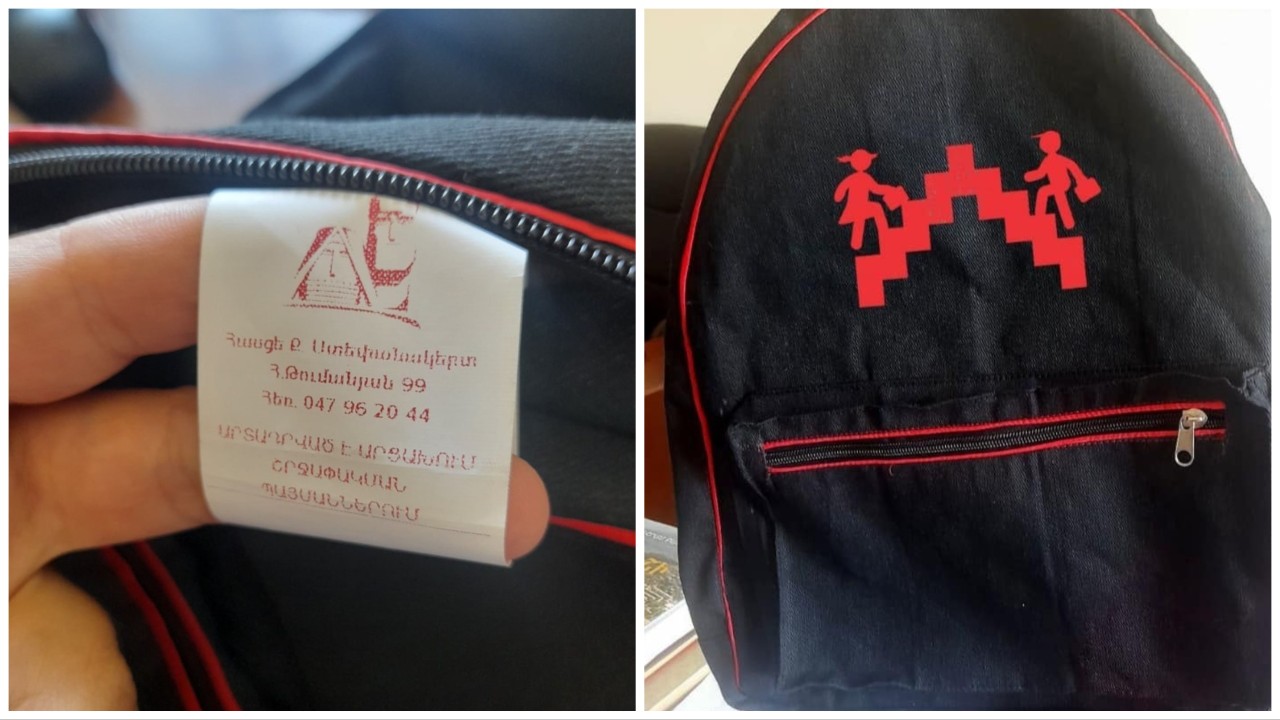 Հասցե Ք. Ստեփանակերտ
Հ.Թումանյան 99
Հեռ. 047 96 20 44
ԱՐՏԱԴՐՎԱԾ Է ԱՐՑԱԽՈՒՄ
ՇՐՋԱՓԱԿՄԱՆ
ՊԱՅՄԱՆՆԵՐՈՒՄ